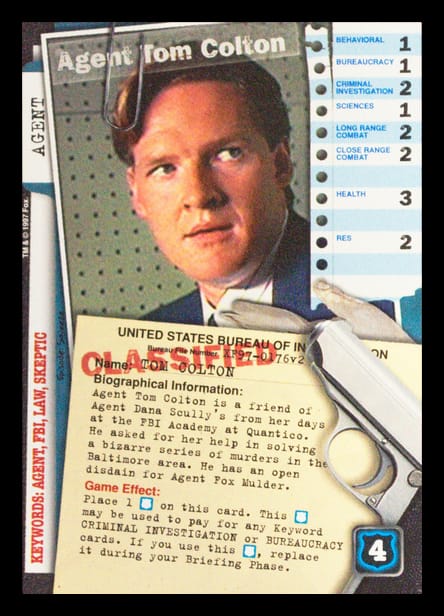 Agent Tom Colton
BEHAVIORAL 1
BUREAUCRACY 1
CRIMINAL
INVESTIGATION 2
SCIENCES 1
LONG RANGE
COMBAT 2
CLOSE RANGE
COMBAT 2
HEALTH 3
RES 2
AGENT
TM & © 1997 Fox.
KEYWORDS: AGENT, FBI, LAW, SKEPTIC
UNITED STATES BUREAU OF IN ON
Bureau File Number: XF97-0176v2
CLASSIFIED
Name: TOM COLTON
Biographical Information:
Agent Tom Colton is a friend of
Agent Dana Scully's from her days
at the FBI Academy at Quantico.
He asked for her help in solving
a bizarre series of murders in the
Baltimore area. He has an open
disdain for Agent Fox Mulder.
Game Effect:
Place 1 on this card. This
may be used to pay for any Keyword
CRIMINAL INVESTIGATION or BUREAUCRACY
cards. If you use this , replace
it during your Briefing Phase.
4